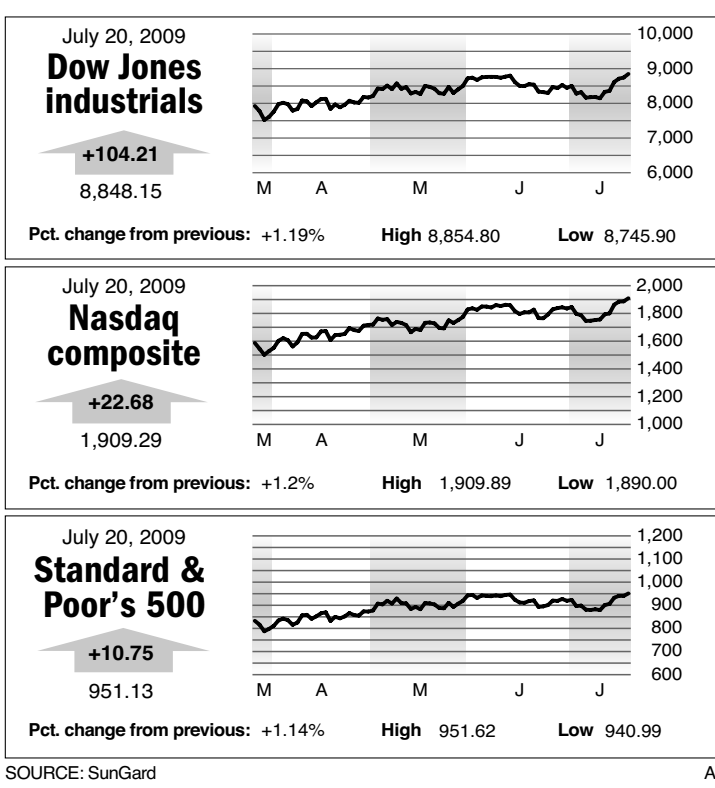 July 20, 2009
Dow Jones
industrials
+104.21
8,848.15
10,000
9,000
8,000
7,000
6,000
M A M J J
Pct. change from previous: +1.19% High 8,854.80 Low 8,745.90
July 20, 2009
Nasdaq
composite
+22.68
1,909.29
2,000
1,800
1,600
1,400
1,200
1,000
M A M J J
Pct. change from previous: +1.2% High 1,909.89 Low 1,890.00
July 20, 2009
Standard &
Poor's 500
+10.75
951.13
1,200
1,100
1,000
900
800
700
600
M A M J J
Pct. change from previous: +1.14% High 951.62 Low 940.99
SOURCE: SunGard A